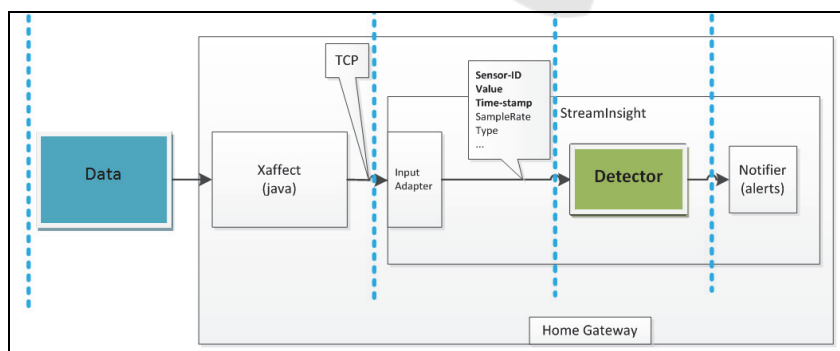 TCP
Sensor-ID
Value
Time-stamp
SampleRate
Type
...
StreamInsight
Data
Xaffect
(java)
Input
Adapter
Detector
Notifier
(alerts)
Home Gateway